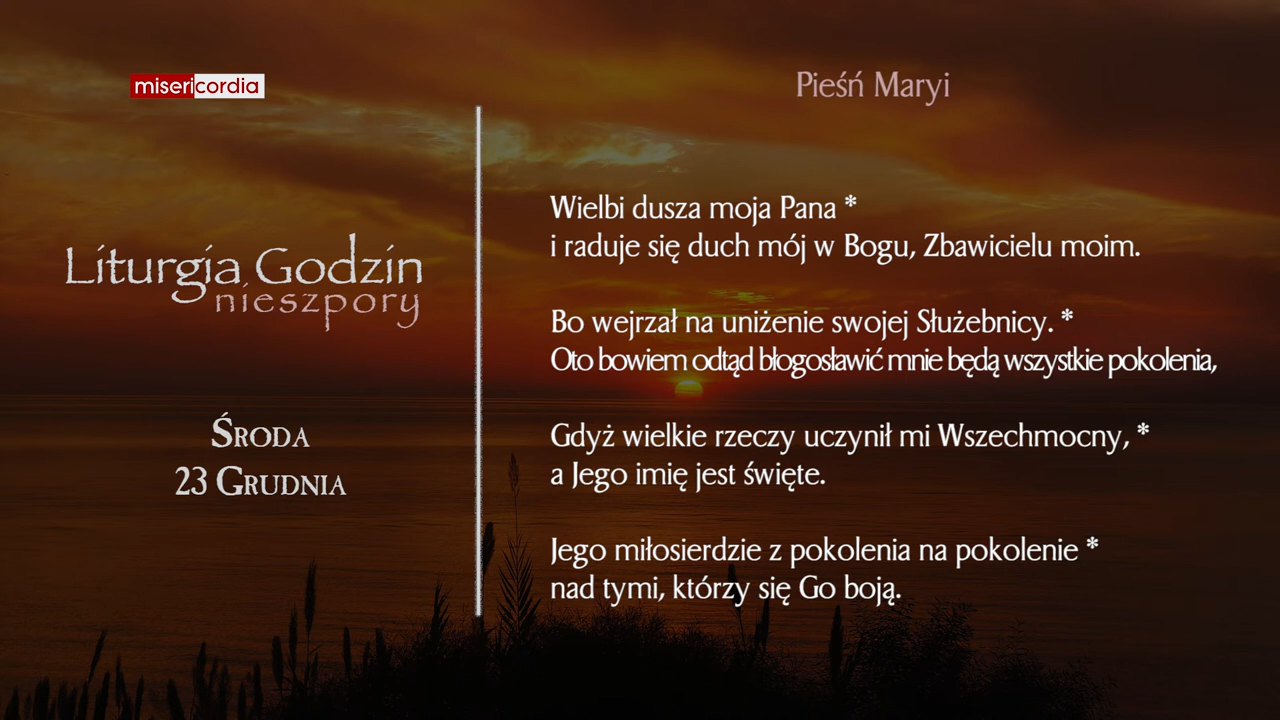 misericordia
Liturgia Godzin
nieszpory
Środa
23 Grudnia
Pieśń Maryi
Wielbi dusza moja Pana *
i raduje się duch mój w Bogu, Zbawicielu moim.
Bo wejrzał na uniżenie swojej Służebnicy. *
Oto bowiem odtąd błogosławić mnie będą wszystkie pokolenia,
Gdyż wielkie rzeczy uczynił mi Wszechmocny, *
a Jego imię jest święte.
Jego miłosierdzie z pokolenia na pokolenie *
nad tymi, którzy się Go boją.